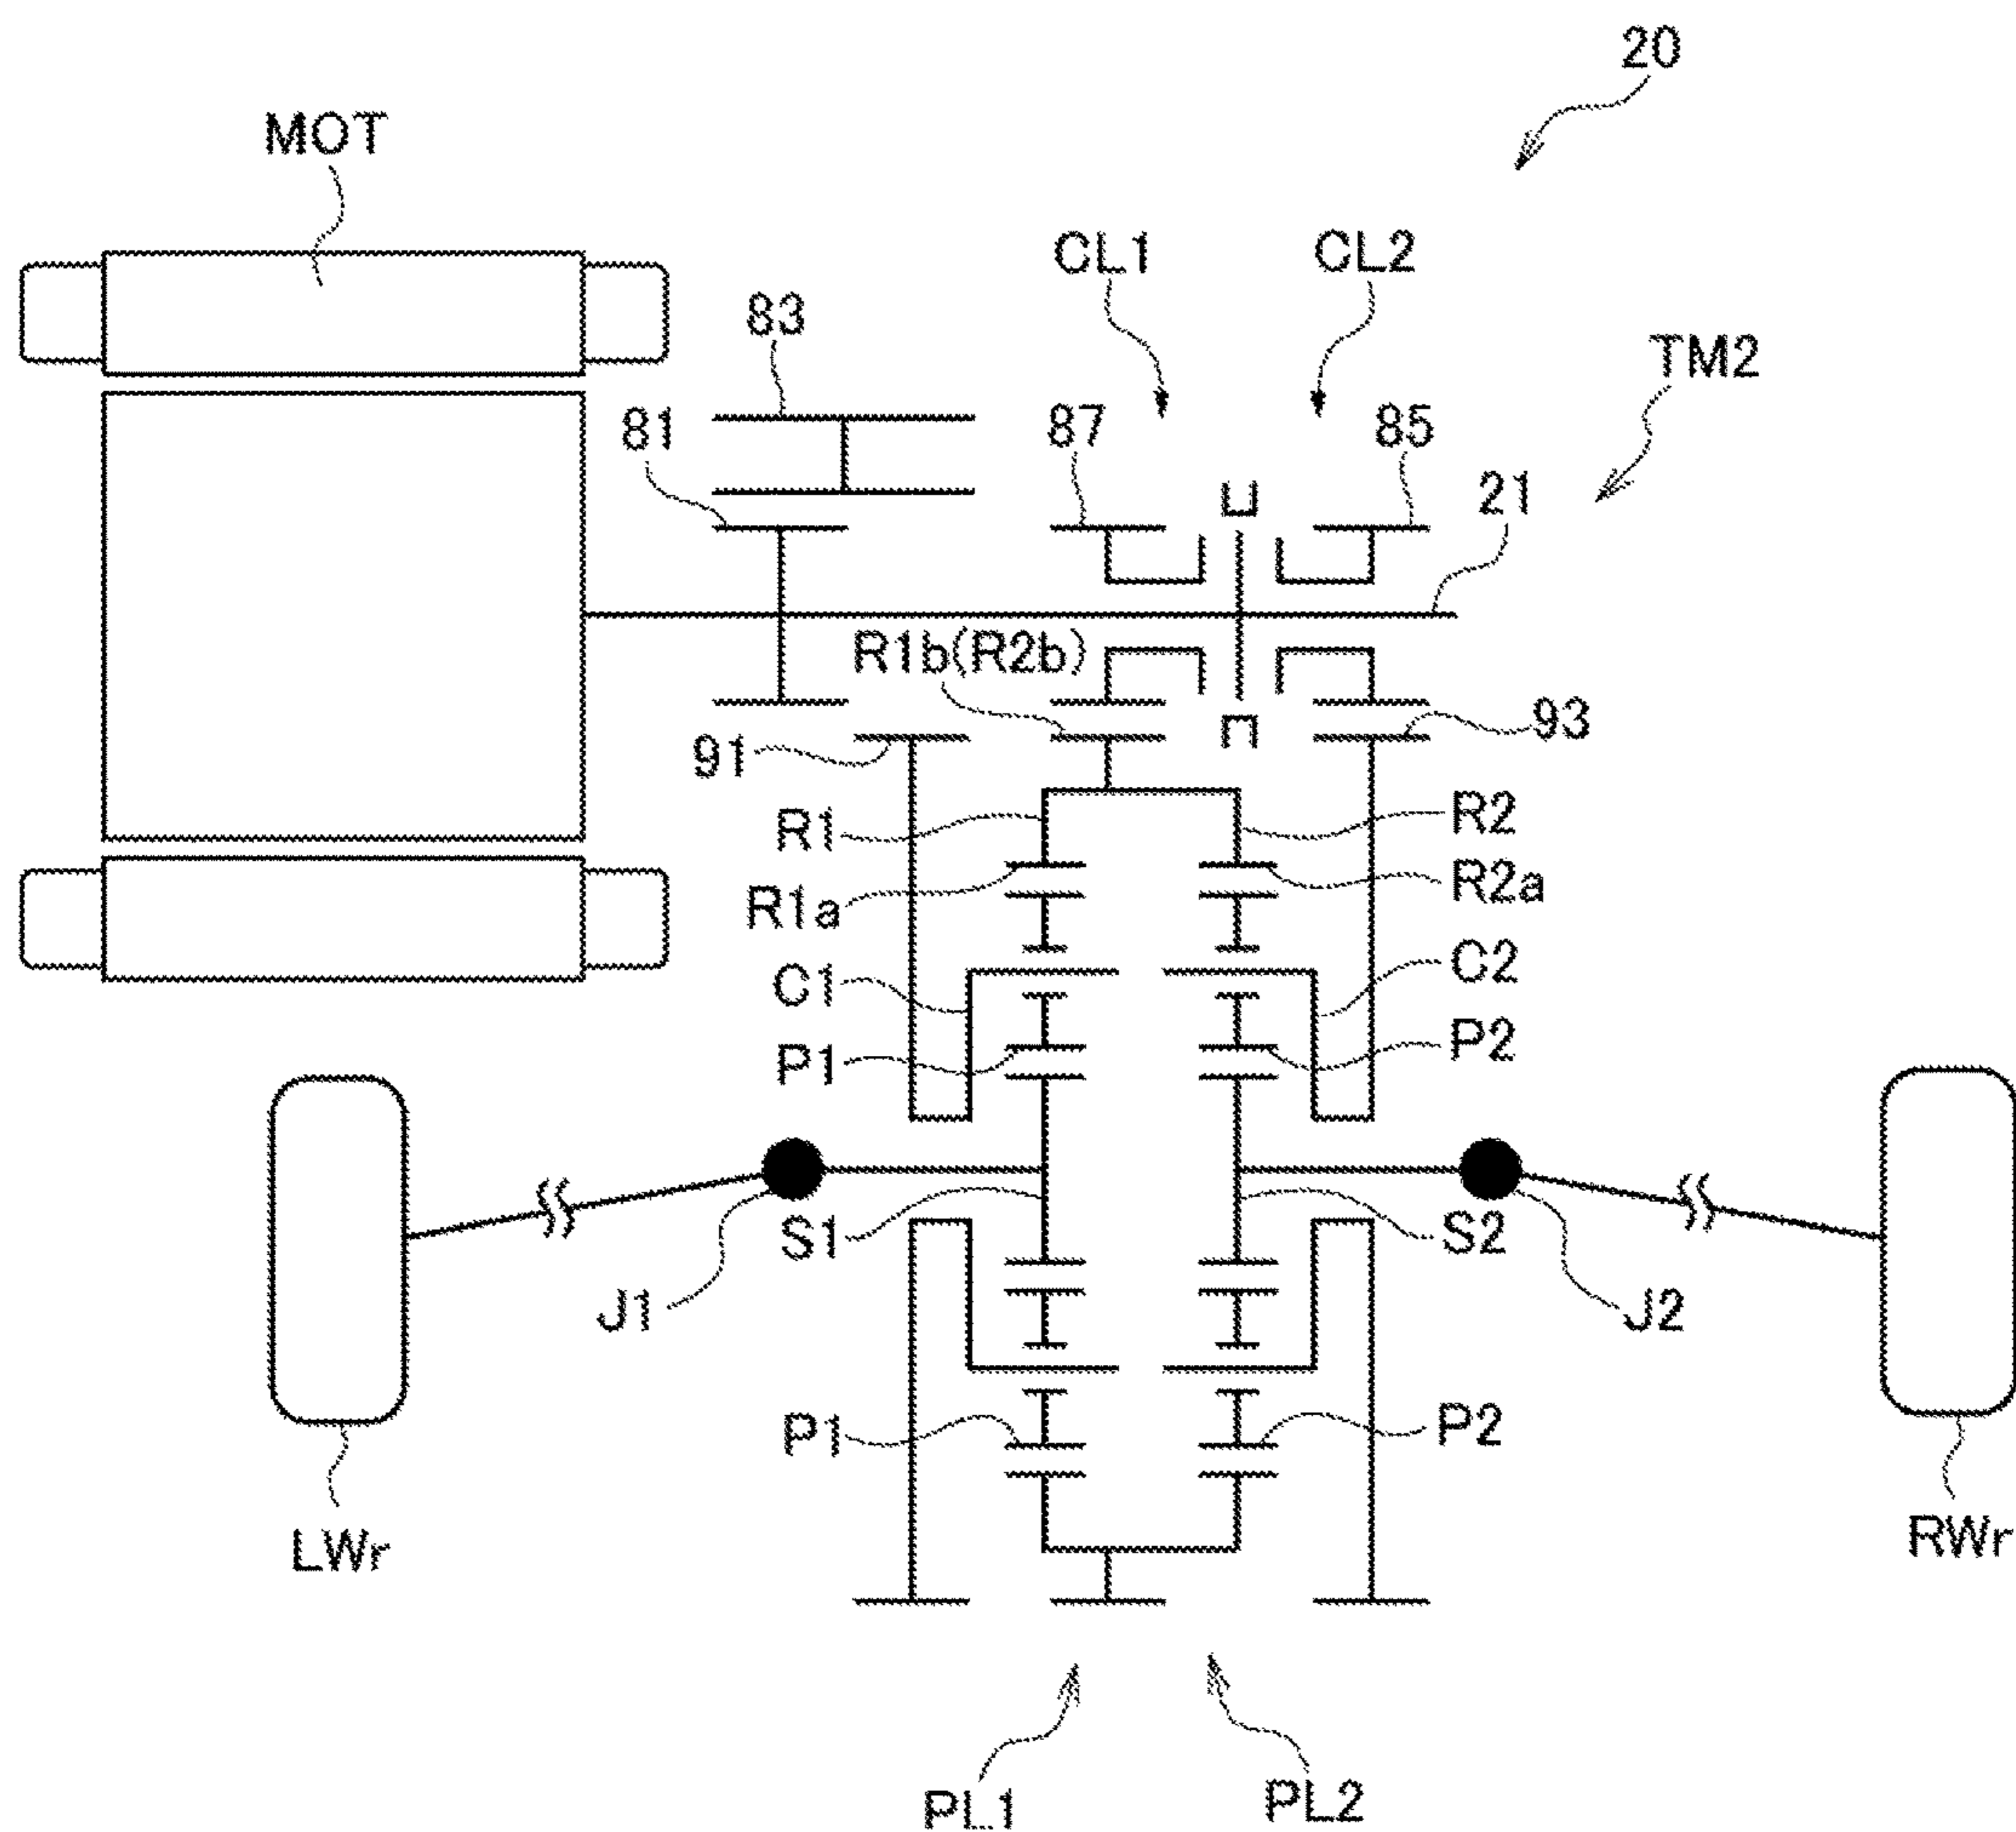 20
MOT
CL1
CL2
83
TM2
81
87
85
21
R1b(R2b)
91
93
R1
R2
R1a
R2a
C1
C2
P1
P2
S1
S2
J1
J2
P1
P2
LWr
RWr
PL1
PL2